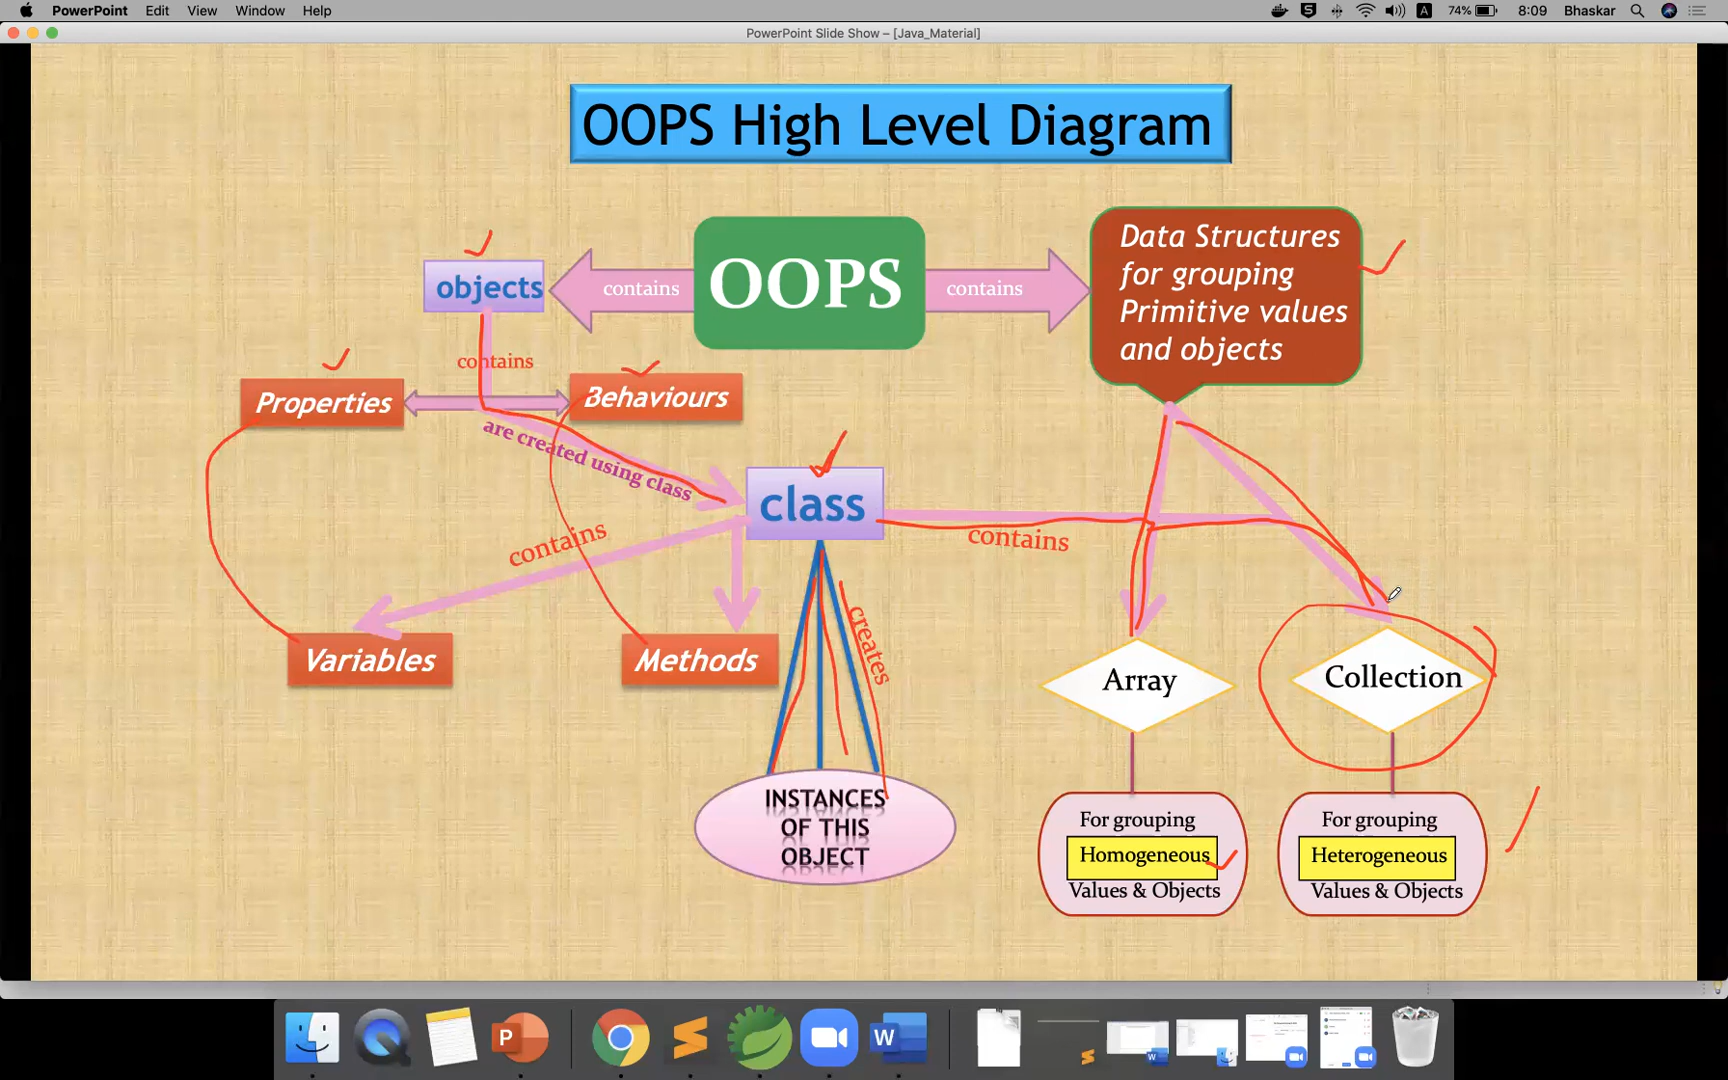 PowerPoint Edit View Window Help
74% 8:09 Bhaskar
PowerPoint Slide Show – [Java_Material]
OOPS High Level Diagram
objects
contains
OOPS
contains
Data Structures
for grouping
Primitive values
and objects
contains
Properties
Behaviours
are created using class
class
contains
contains
creates
Variables
Methods
Array
Collection
INSTANCES
OF THIS
OBJECT
For grouping
Homogeneous
Values & Objects
For grouping
Heterogeneous
Values & Objects